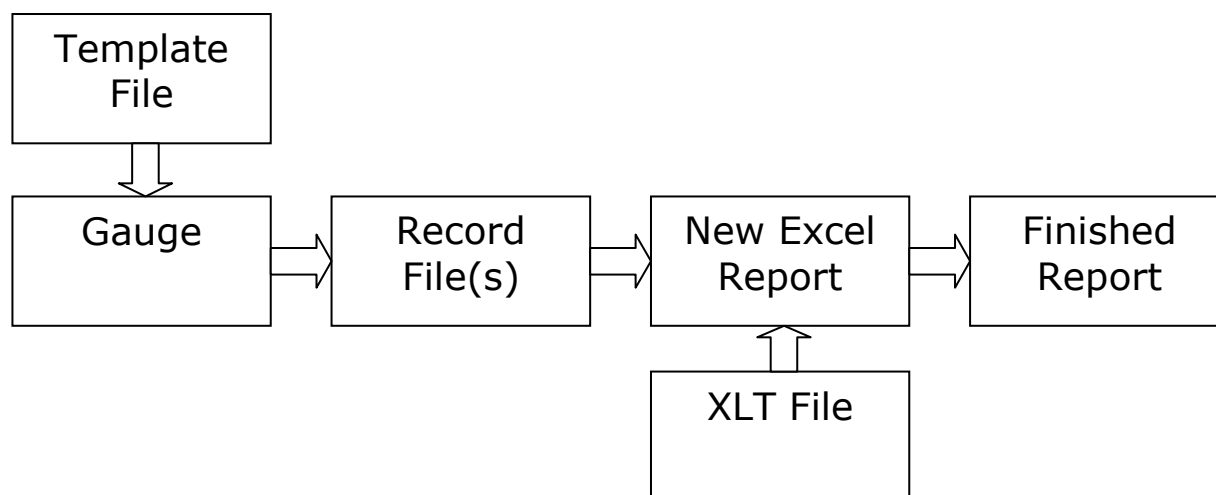 Template
File
Gauge
Record
File(s)
New Excel
Report
Finished
Report
XLT File